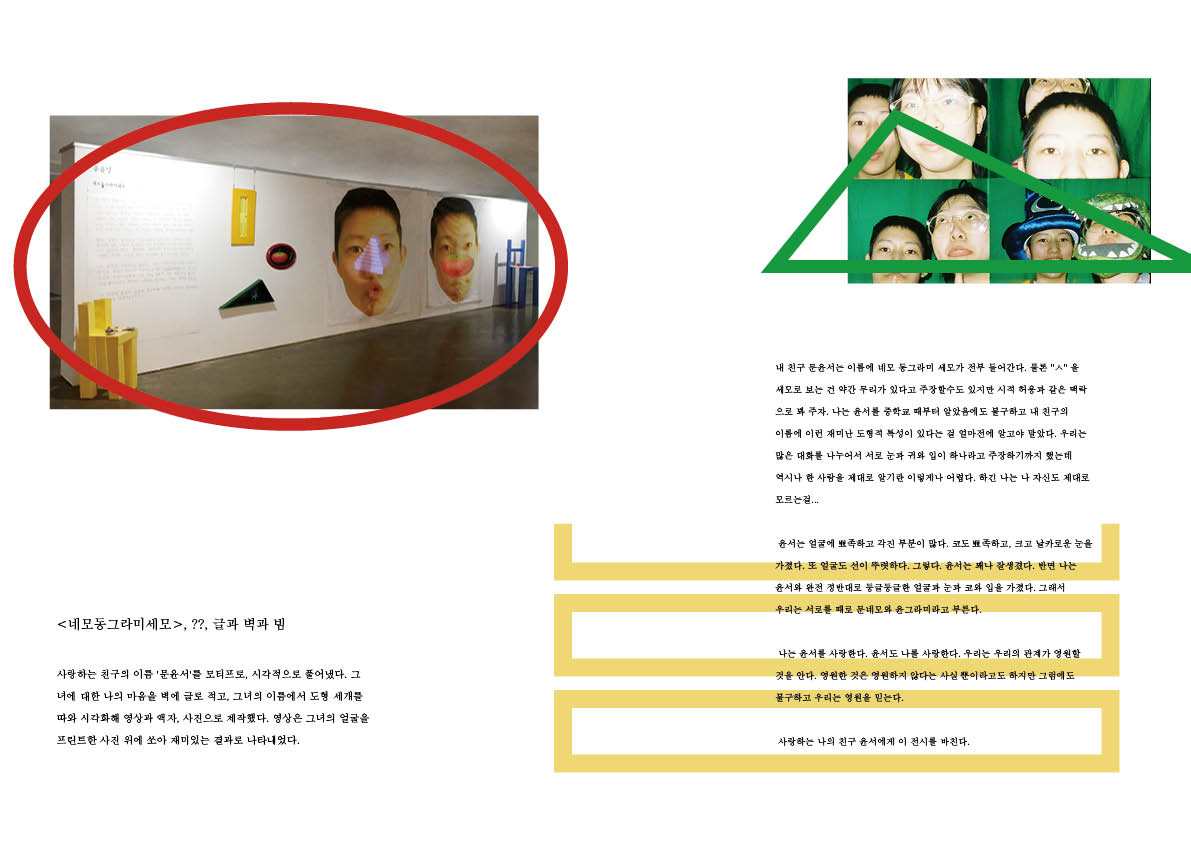 내 친구 문윤서는 이름에 네모 동그라미 세모가 전부 들어간다. 물론 "ㅅ" 을
세모로 보는 건 약간 무리가 있다고 주장할수도 있지만 시적 허용과 같은 맥락
으로 봐 주자. 나는 윤서를 중학교 때부터 알았음에도 불구하고 내 친구의
이름에 이런 재미난 도형적 특성이 있다는 걸 얼마전에 알고야 말았다. 우리는
많은 대화를 나누어서 서로 눈과 귀와 입이 하나라고 주장하기까지 했는데
역시나 한 사람을 제대로 알기란 이렇게나 어렵다. 하긴 나는 나 자신도 제대로
모르는걸...
윤서는 얼굴에 뾰족하고 각진 부분이 많다. 코도 뾰족하고, 크고 날카로운 눈을
가졌다. 또 얼굴도 선이 뚜렷하다. 그렇다. 윤서는 꽤나 잘생겼다. 반면 나는
윤서와 완전 정반대로 둥글둥글한 얼굴과 눈과 코와 입을 가졌다. 그래서
우리는 서로를 때로 문네모와 윤그라미라고 부른다.
나는 윤서를 사랑한다. 윤서도 나를 사랑한다. 우리는 우리의 관계가 영원할
것을 안다. 영원한 것은 영원하지 않다는 사실 뿐이라고도 하지만 그럼에도
불구하고 우리는 영원을 믿는다.
사랑하는 나의 친구 윤서에게 이 전시를 바친다.
<네모동그라미세모>, ??, 글과 벽과 빔
사랑하는 친구의 이름 '문윤서'를 모티프로, 시각적으로 풀어냈다. 그
녀에 대한 나의 마음을 벽에 글로 적고, 그녀의 이름에서 도형 세개를
따와 시각화해 영상과 액자, 사진으로 제작했다. 영상은 그녀의 얼굴을
프린트한 사진 위에 쏘아 재미있는 결과로 나타내었다.